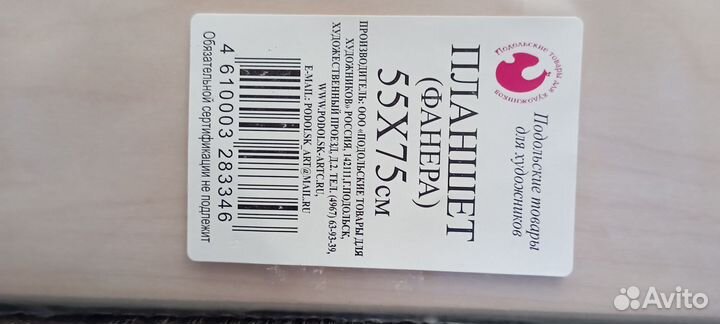 Подольские товары для художников
Подольские товары
для художников
ПЛАНШЕТ
(ФАНЕРА)
55X75см
ПРОИЗВОДИТЕЛЬ: ООО «ПОДОЛЬСКИЕ ТОВАРЫ ДЛЯ
ХУДОЖНИКОВ» РОССИЯ, 142111, Г.ПОДОЛЬСК,
ХУДОЖЕСТВЕННЫЙ ПРОЕЗД, Д.2. ТЕЛ. (4967) 63-93-39,
WWW.PODOLSK-ARTC.RU,
E-MAIL: PODOLSK_ART@MAIL.RU
4 610003 283346
Обязательной сертификации не подлежит
Avito